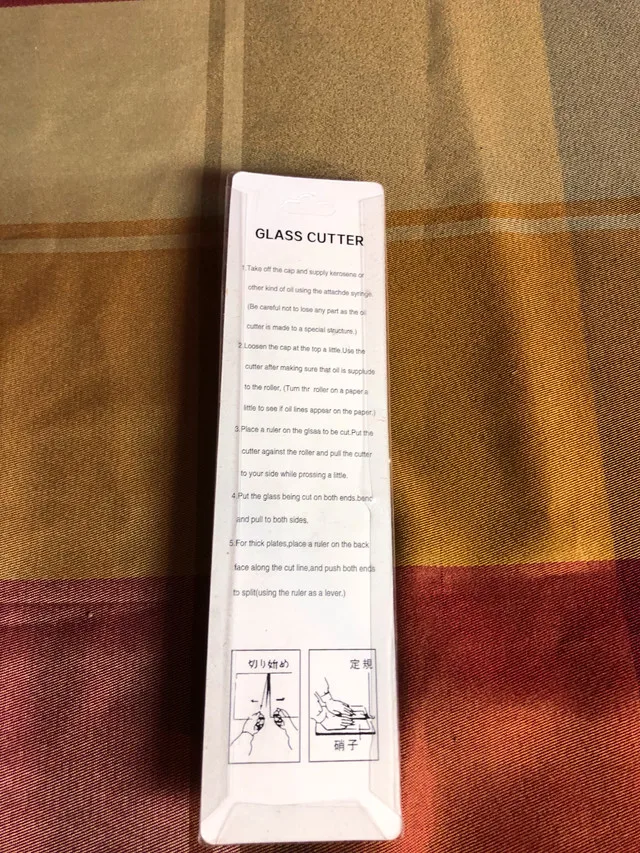 GLASS CUTTER
1.Take off the cap and supply kerosene or
other kind of oil using the attachde syringe.
(Be careful not to lose any pert as the oil
cutter is made to a special structure.)
2.Loosen the cap at the top a little.Use the
cutter after making sure that oil is supplude
to the roller, (Turn thr roller on a paper a
little to see if oil lines appear on the paper.)
3.Place a ruler on the glsaa to be cut.Put the
cutter against the roller and pull the cutter
to your side while prossing a little.
4.Put the glass being cut on both ends.bend
and pull to both sides.
5.For thick plates,place a ruler on the back
face along the cut line,and push both ends
to split(using the ruler as a lever.)
切り始め
定規
硝子